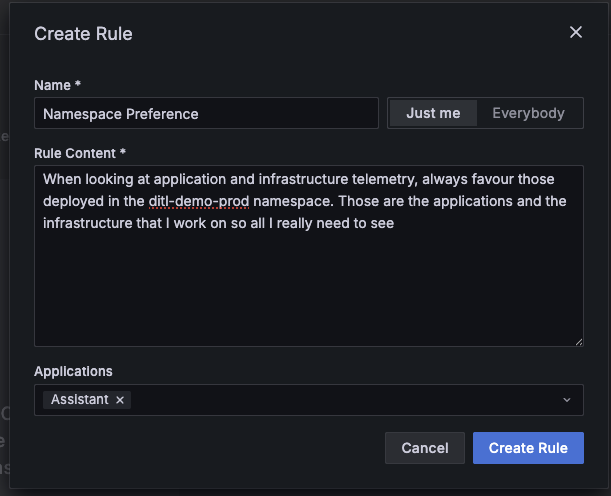 Create Rule
Name *
Namespace Preference
Just me
Everybody
Rule Content *
When looking at application and infrastructure telemetry, always favour those
deployed in the ditl-demo-prod namespace. Those are the applications and the
infrastructure that I work on so all I really need to see
Applications
Assistant
Cancel
Create Rule